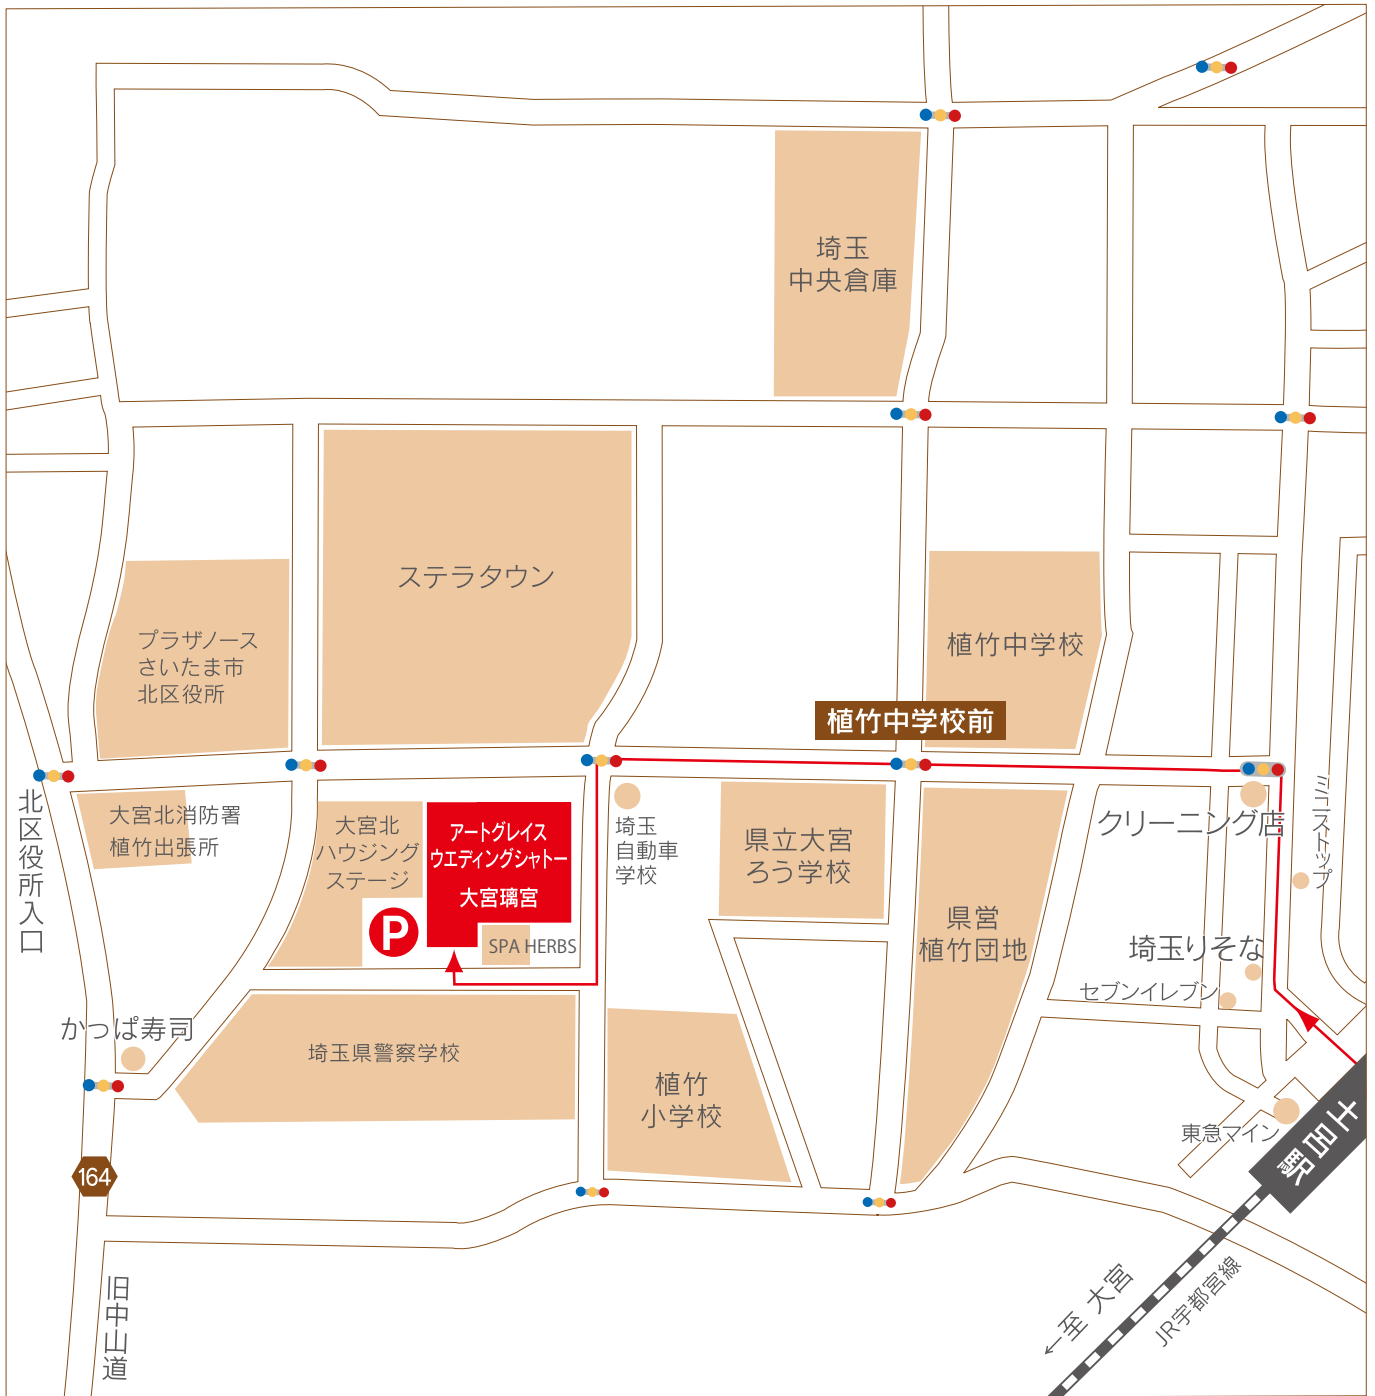 埼玉
中央倉庫
ステラタウン
プラザノース
さいたま市
北区役所
植竹中学校
植竹中学校前
北区役所入口
大宮北消防署
植竹出張所
大宮北
ハウジング
ステージ
P
アートグレイス
ウエディングシャトー
大宮璃宮
SPA HERBS
埼玉
自動車
学校
県立大宮
ろう学校
県営
植竹団地
クリーニング店
ミニストップ
埼玉りそな
セブンイレブン
かっぱ寿司
埼玉県警察学校
植竹
小学校
東急マイン
土呂駅
164
旧中山道
←至 大宮
JR宇都宮線